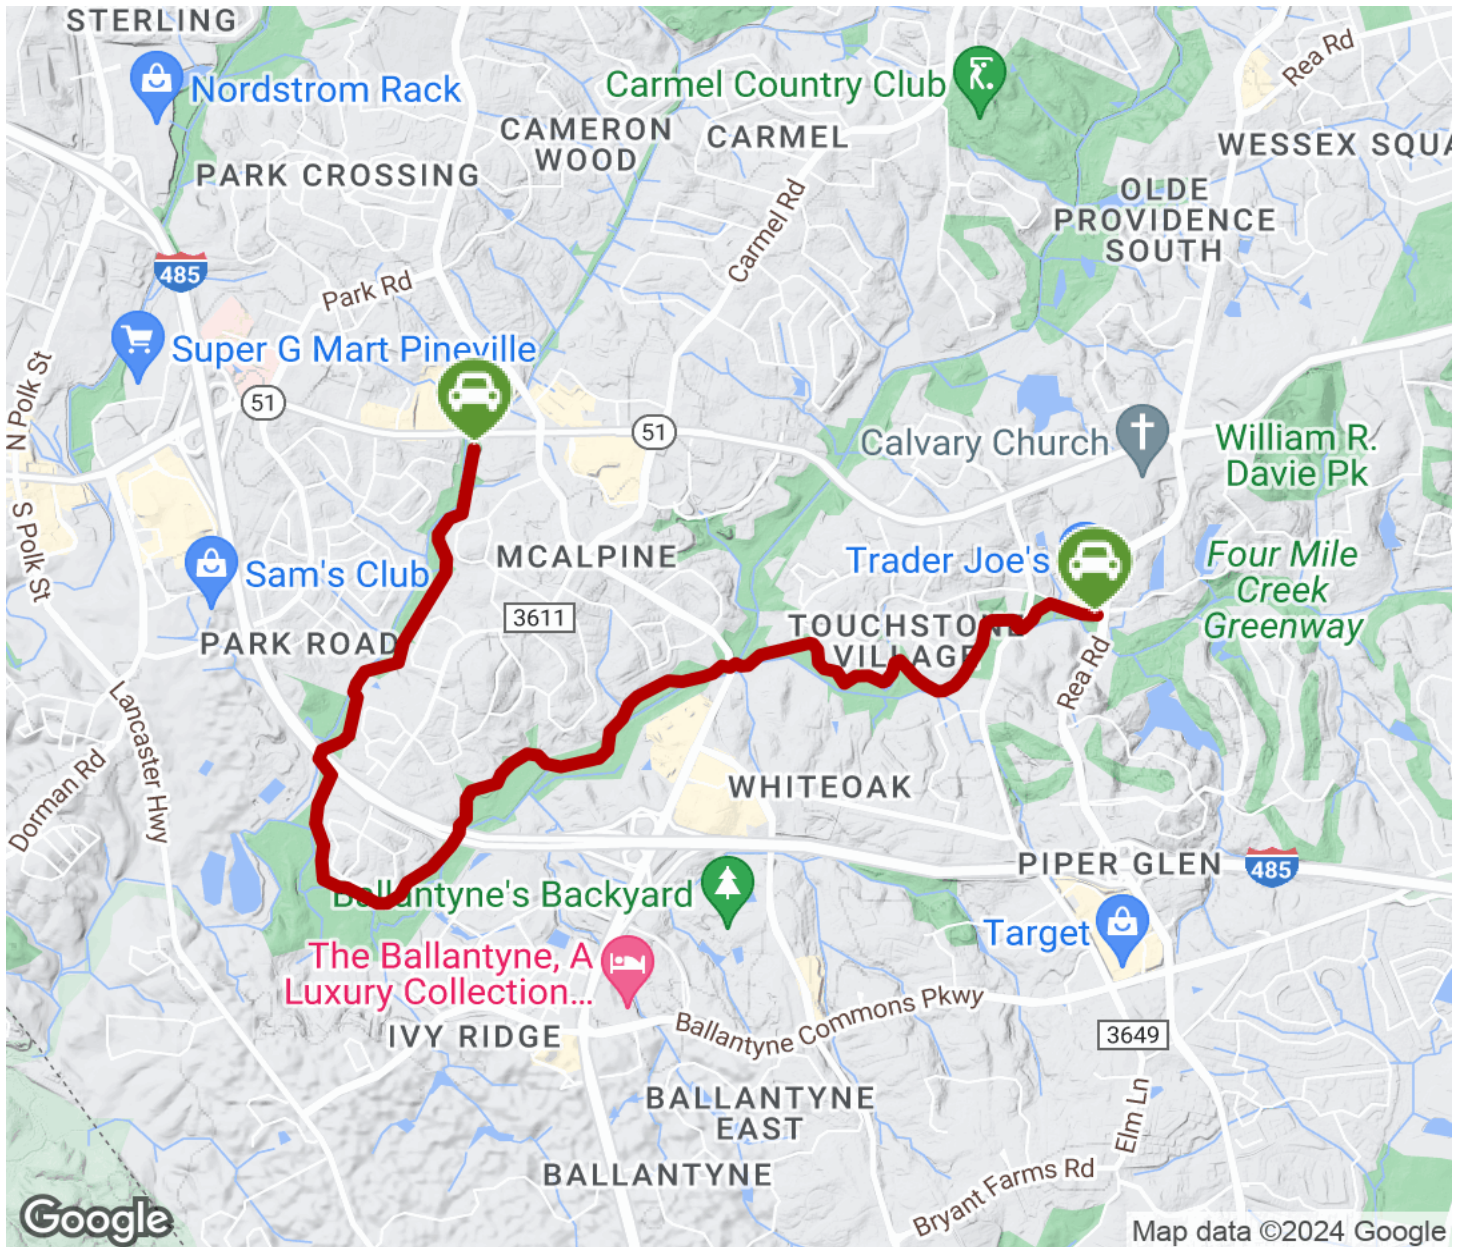 STERLING
Nordstrom Rack
Carmel Country Club
Rea Rd
CAMERON
WOOD
CARMEL
WESSEX SQUA
PARK CROSSING
OLDE
PROVIDENCE
SOUTH
Carmel Rd
485
Park Rd
Super G Mart Pineville
N Polk St
51
51
Calvary Church
William R.
Davie Pk
S Polk St
MCALPINE
Trader Joe's
Four Mile
Creek
Greenway
Sam's Club
3611
PARK ROAD
TOUCHSTONE
VILLAGE
Rea Rd
Lancaster Hwy
Dorman Rd
WHITEOAK
PIPER GLEN
485
Ballantyne's Backyard
Target
The Ballantyne, A
Luxury Collection...
Ballantyne Commons Pkwy
IVY RIDGE
3649
BALLANTYNE
EAST
Elm Ln
BALLANTYNE
Bryant Farms Rd
Google
Map data ©2024 Google